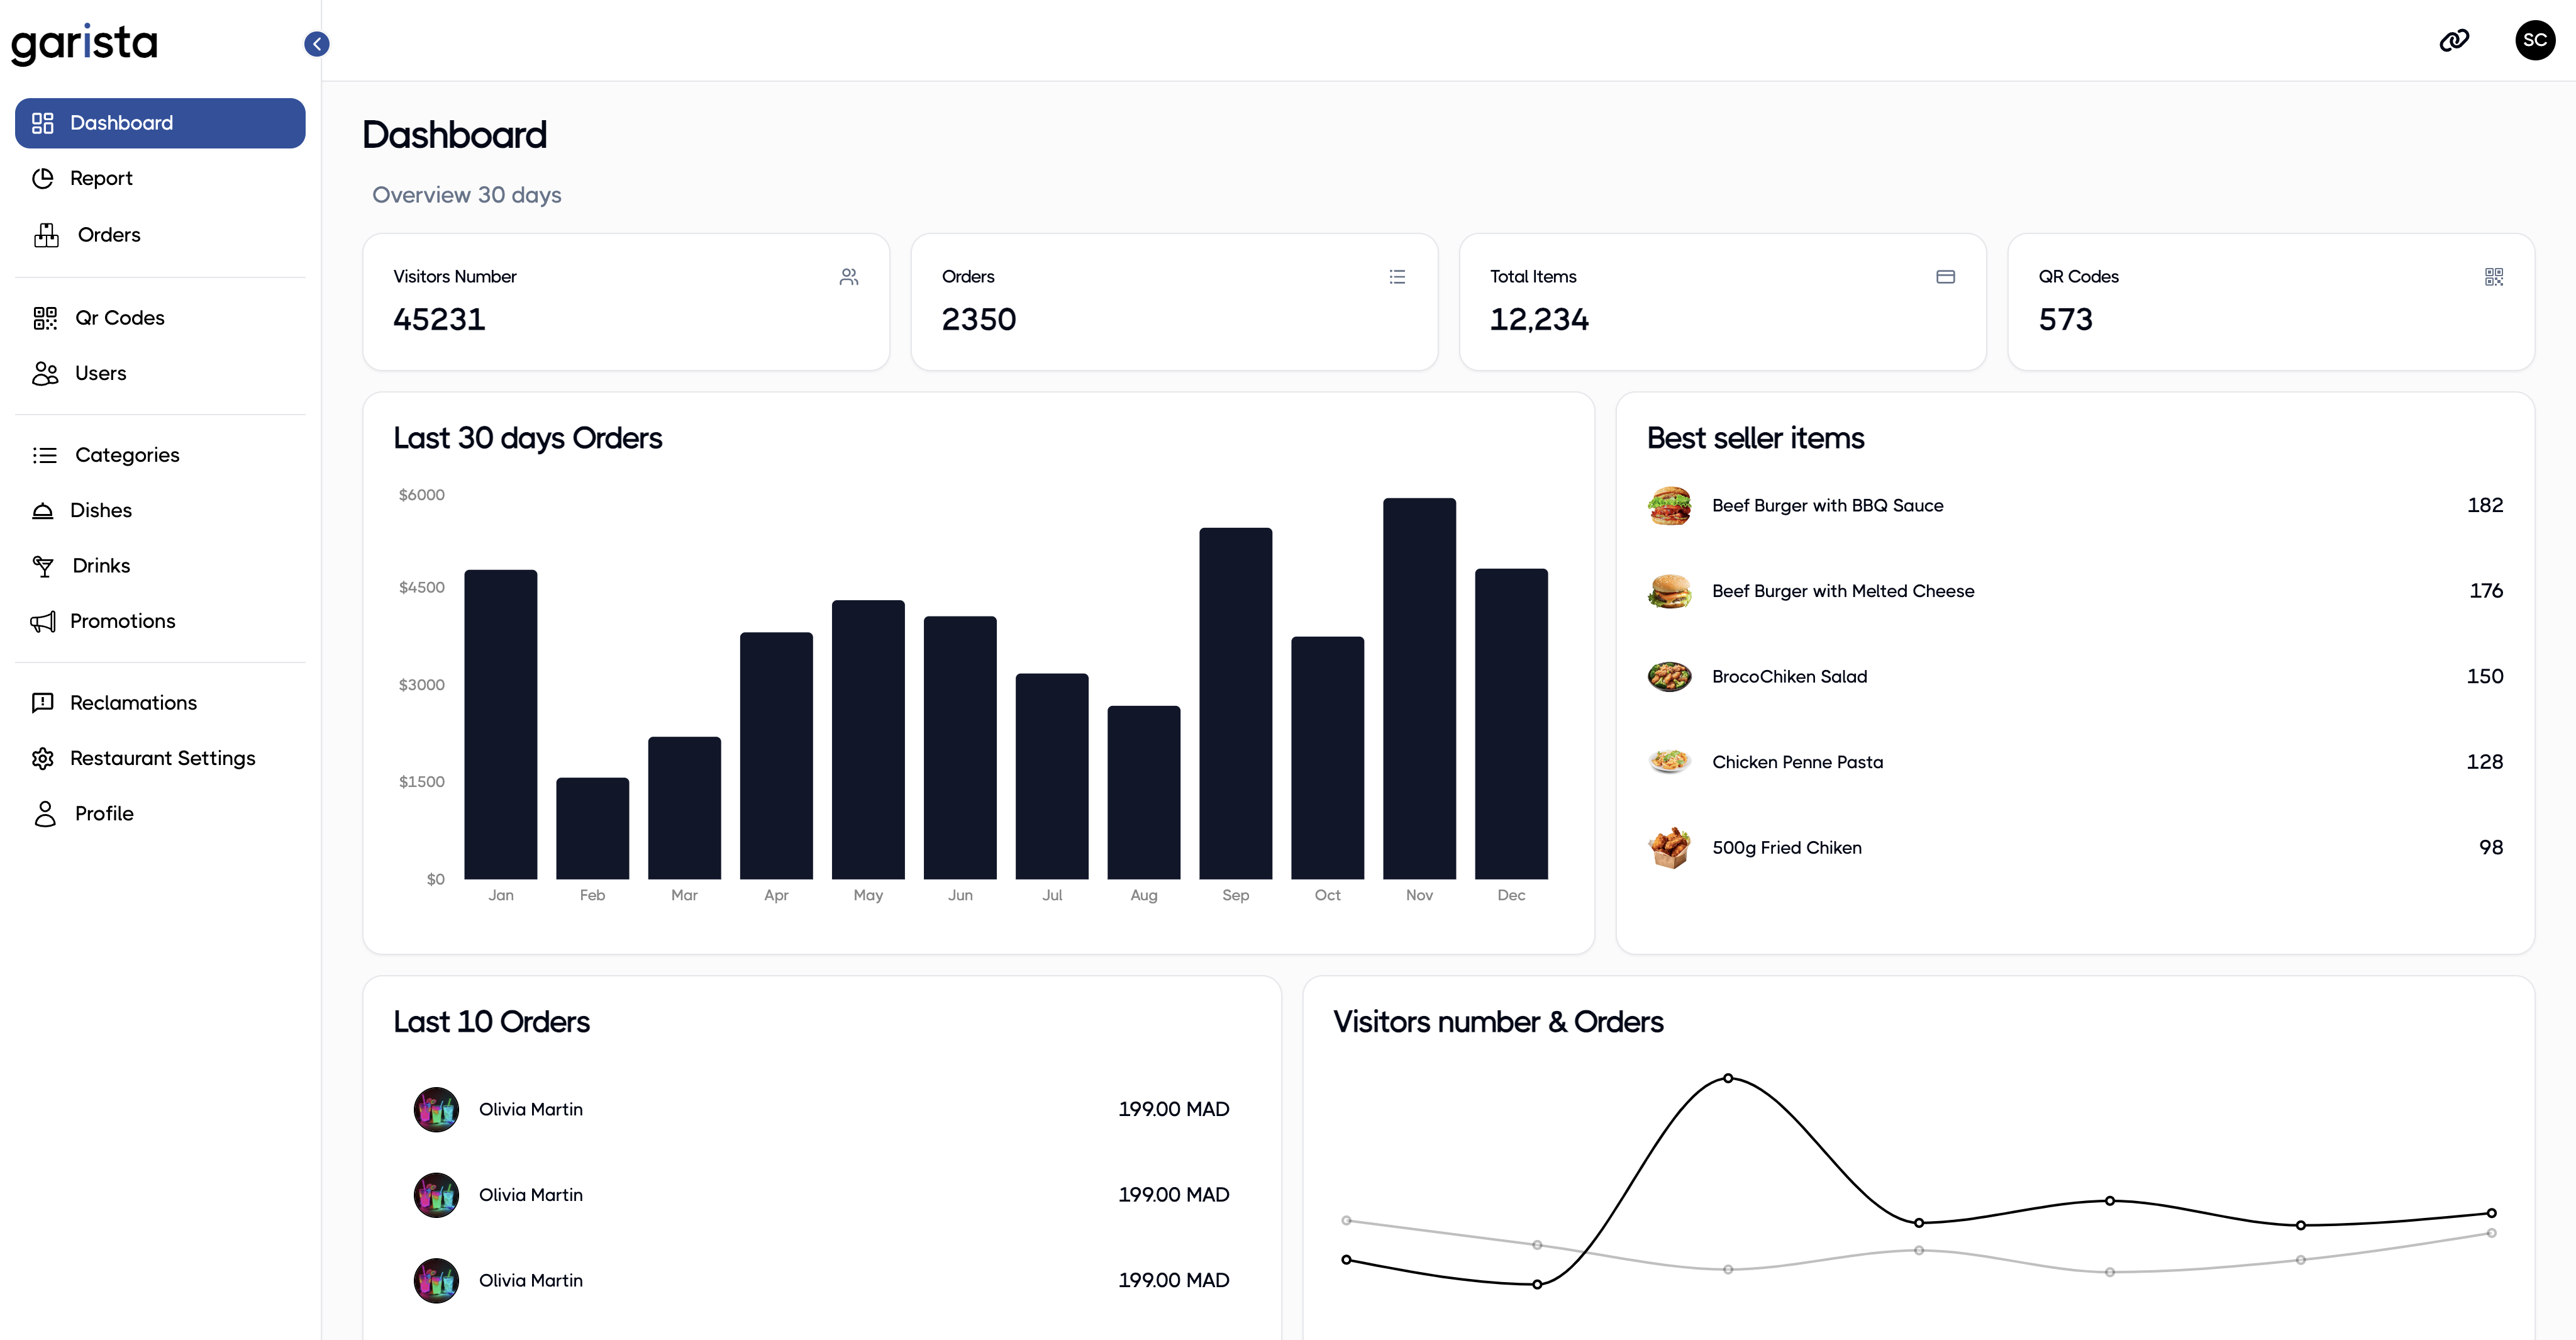 garista
SC
Dashboard
Report
Orders
Qr Codes
Users
Categories
Dishes
Drinks
Promotions
Reclamations
Restaurant Settings
Profile
Dashboard
Overview 30 days
Visitors Number
45231
Orders
2350
Total Items
12,234
QR Codes
573
Last 30 days Orders
$6000
$4500
$3000
$1500
$0
Jan Feb Mar Apr May Jun Jul Aug Sep Oct Nov Dec
Best seller items
Beef Burger with BBQ Sauce 182
Beef Burger with Melted Cheese 176
BrocoChiken Salad 150
Chicken Penne Pasta 128
500g Fried Chiken 98
Last 10 Orders
Olivia Martin 199.00 MAD
Olivia Martin 199.00 MAD
Olivia Martin 199.00 MAD
Visitors number & Orders